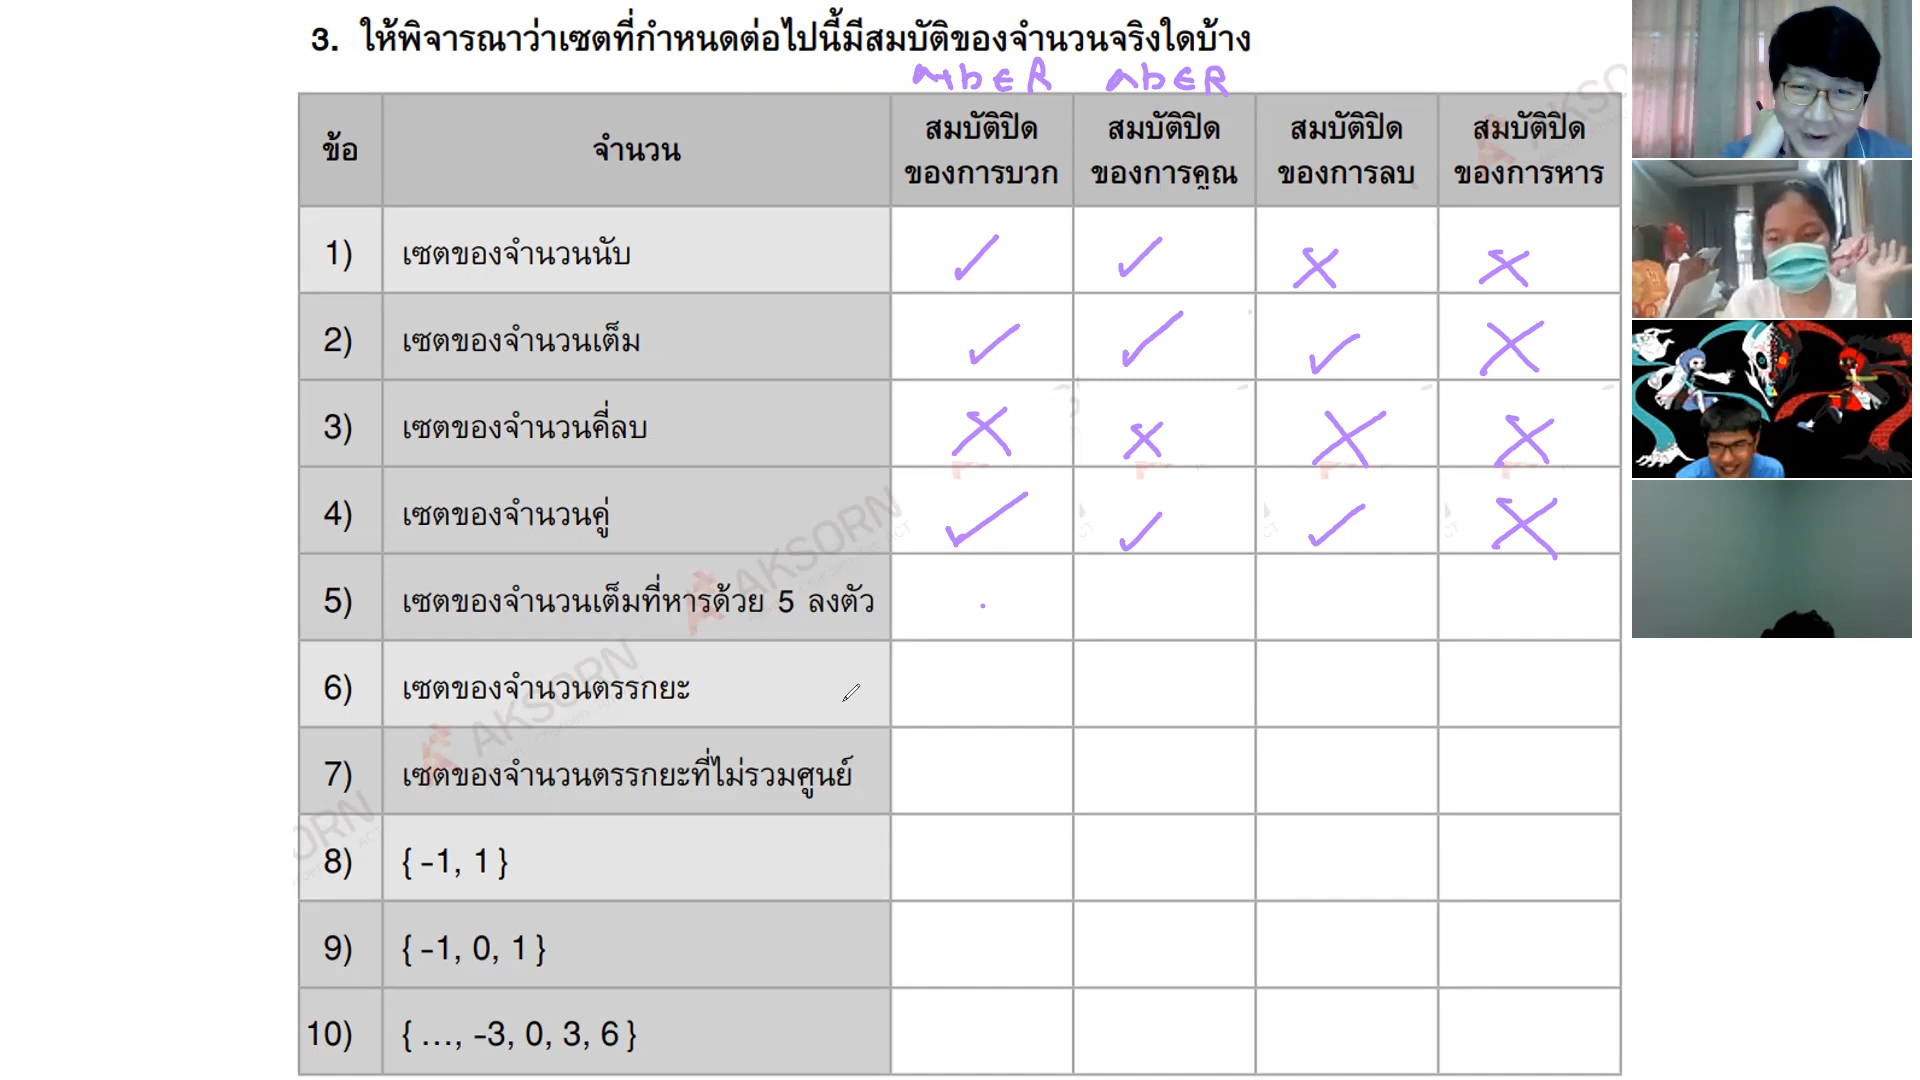 3. ให้พิจารณาว่าเซตที่กำหนดต่อไปนี้มีสมบัติของจำนวนจริงใดบ้าง
a+b ∈ R ab ∈ R
ข้อ จำนวน สมบัติปิดของการบวก สมบัติปิดของการคูณ สมบัติปิดของการลบ สมบัติปิดของการหาร
1) เซตของจำนวนนับ ✓ ✓ ✗ ✗
2) เซตของจำนวนเต็ม ✓ ✓ ✓ ✗
3) เซตของจำนวนคี่ลบ ✗ ✗ ✗ ✗
4) เซตของจำนวนคู่ ✓ ✓ ✓ ✗
5) เซตของจำนวนเต็มที่หารด้วย 5 ลงตัว
6) เซตของจำนวนตรรกยะ
7) เซตของจำนวนตรรกยะที่ไม่รวมศูนย์
8) { -1, 1 }
9) { -1, 0, 1 }
10) { ..., -3, 0, 3, 6 }
AKSORN
AKSORN